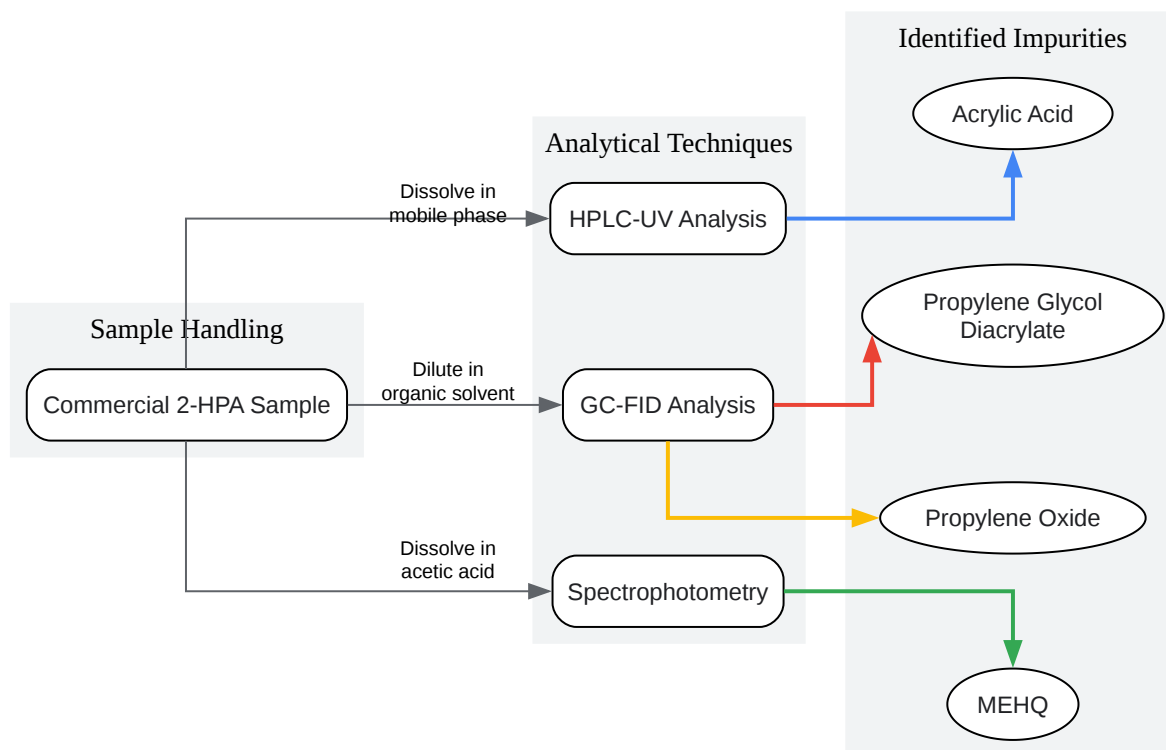 Identified Impurities
Acrylic Acid
Analytical Techniques
Dissolve in
mobile phase
HPLC-UV Analysis
Propylene Glycol
Diacrylate
Sample Handling
Commercial 2-HPA Sample
Dilute in
organic solvent
GC-FID Analysis
Propylene Oxide
Dissolve in
acetic acid
Spectrophotometry
MEHQ